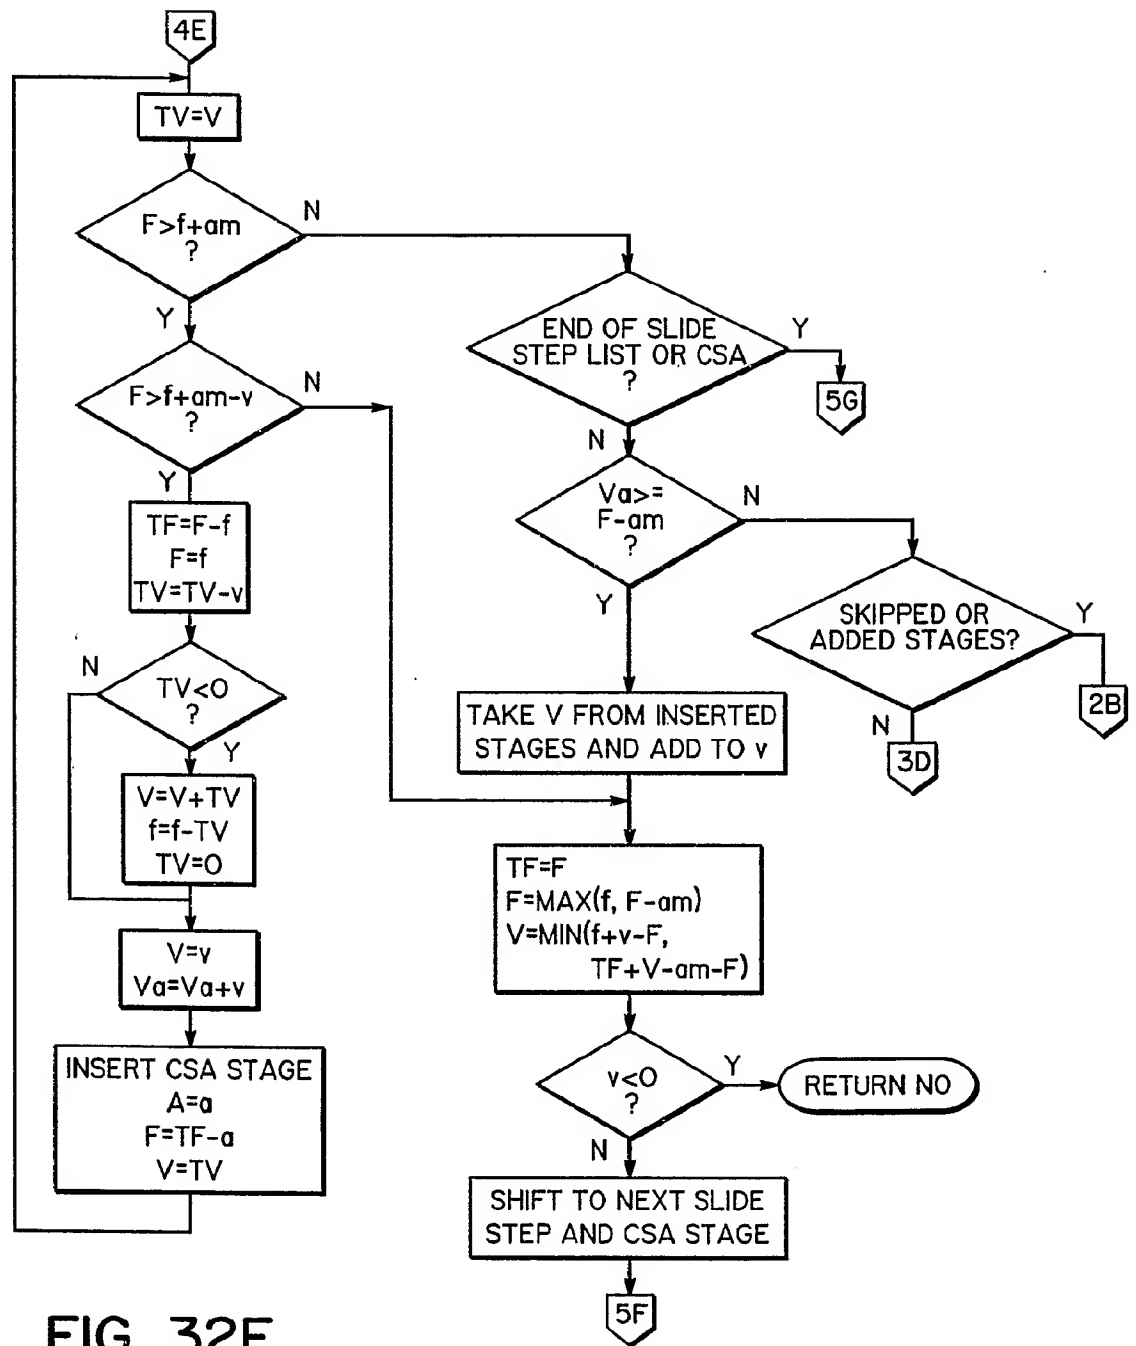 4E
TV=V
F>f+am
?
N
Y
F>f+am-v
?
N
Y
TF=F-f
F=f
TV=TV-v
TV<0
?
N
Y
V=V+TV
f=f-TV
TV=0
V=v
Va=Va+v
INSERT CSA STAGE
A=a
F=TF-a
V=TV
END OF SLIDE
STEP LIST OR CSA
?
Y
5G
N
Va>=
F-am
?
N
Y
SKIPPED OR
ADDED STAGES?
Y
2B
N
3D
TAKE V FROM INSERTED
STAGES AND ADD TO v
TF=F
F=MAX(f, F-am)
V=MIN(f+v-F,
TF+V-am-F)
v<0
?
Y
RETURN NO
N
SHIFT TO NEXT SLIDE
STEP AND CSA STAGE
5F